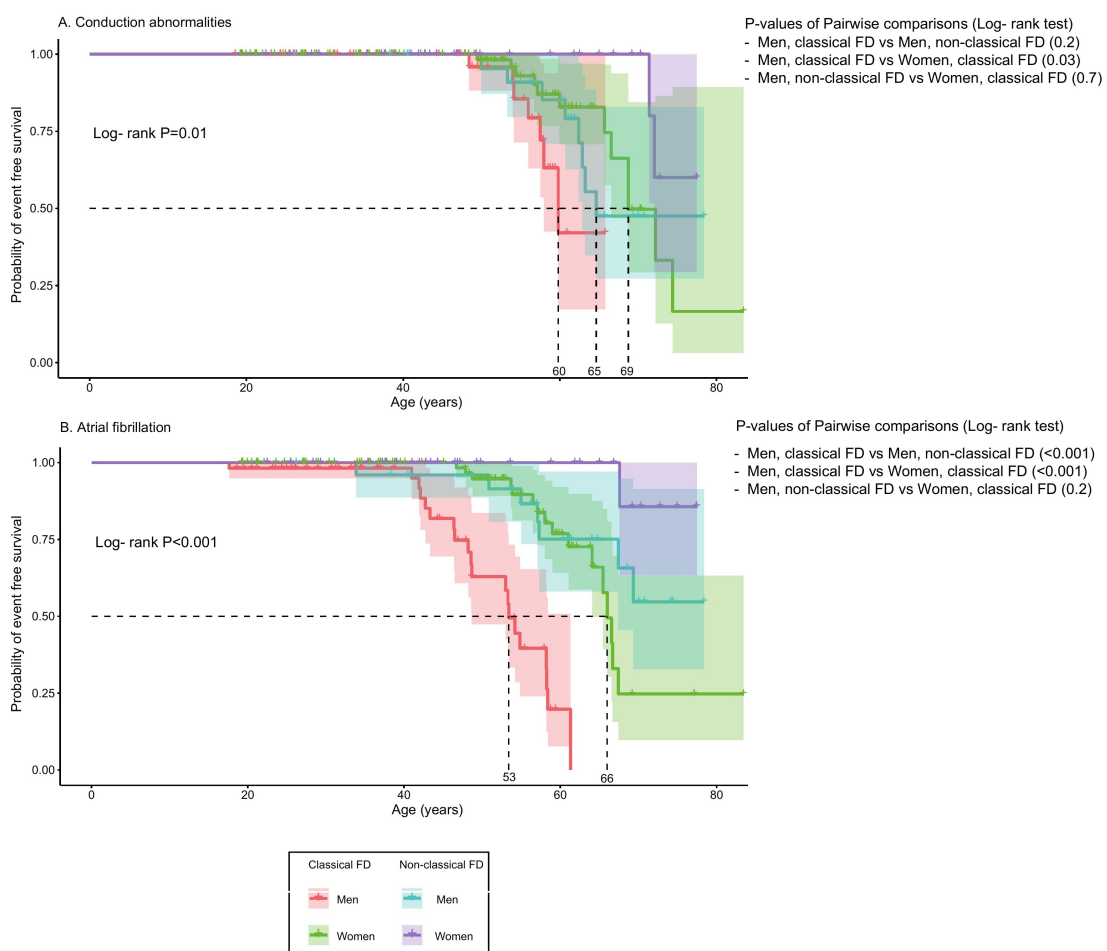 A. Conduction abnormalities
P-values of Pairwise comparisons (Log- rank test)
- Men, classical FD vs Men, non-classical FD (0.2)
- Men, classical FD vs Women, classical FD (0.03)
- Men, non-classical FD vs Women, classical FD (0.7)
Probability of event free survival
1.00
0.75
0.50
0.25
0.00
Log- rank P=0.01
60 65 69
0 20 40 80
Age (years)
B. Atrial fibrillation
P-values of Pairwise comparisons (Log- rank test)
- Men, classical FD vs Men, non-classical FD (<0.001)
- Men, classical FD vs Women, classical FD (<0.001)
- Men, non-classical FD vs Women, classical FD (0.2)
Probability of event free survival
1.00
0.75
0.50
0.25
0.00
Log- rank P<0.001
53 66
0 20 40 60 80
Age (years)
Classical FD Non-classical FD
Men Men
Women Women